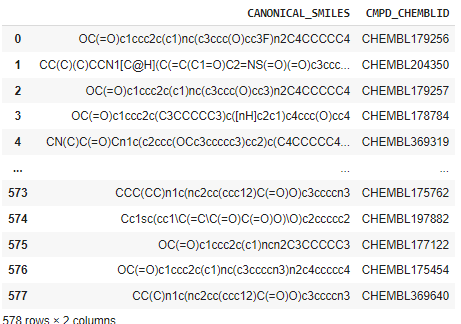 CANONICAL_SMILES CMPD_CHEMBLID
0 OC(=O)c1ccc2c(c1)nc(c3ccc(O)cc3F)n2C4CCCCC4 CHEMBL179256
1 CC(C)(C)CCN1[C@H](C(=C(C1=O)C2=NS(=O)(=O)c3ccc... CHEMBL204350
2 OC(=O)c1ccc2c(c1)nc(c3ccc(O)cc3)n2C4CCCCC4 CHEMBL179257
3 OC(=O)c1ccc2c(C3CCCCC3)c([nH]c2c1)c4ccc(O)cc4 CHEMBL178784
4 CN(C)C(=O)Cn1c(c2ccc(OCc3ccccc3)cc2)c(C4CCCCC4... CHEMBL369319
... ... ...
573 CCC(CC)n1c(nc2cc(ccc12)C(=O)O)c3ccccn3 CHEMBL175762
574 Cc1sc(cc1\C(=C\C(=O)C(=O)O)\O)c2ccccc2 CHEMBL197882
575 OC(=O)c1ccc2c(c1)ncn2C3CCCCC3 CHEMBL177122
576 OC(=O)c1ccc2c(c1)nc(c3ccccn3)n2c4ccccc4 CHEMBL175454
577 CC(C)n1c(nc2cc(ccc12)C(=O)O)c3ccccn3 CHEMBL369640
578 rows × 2 columns